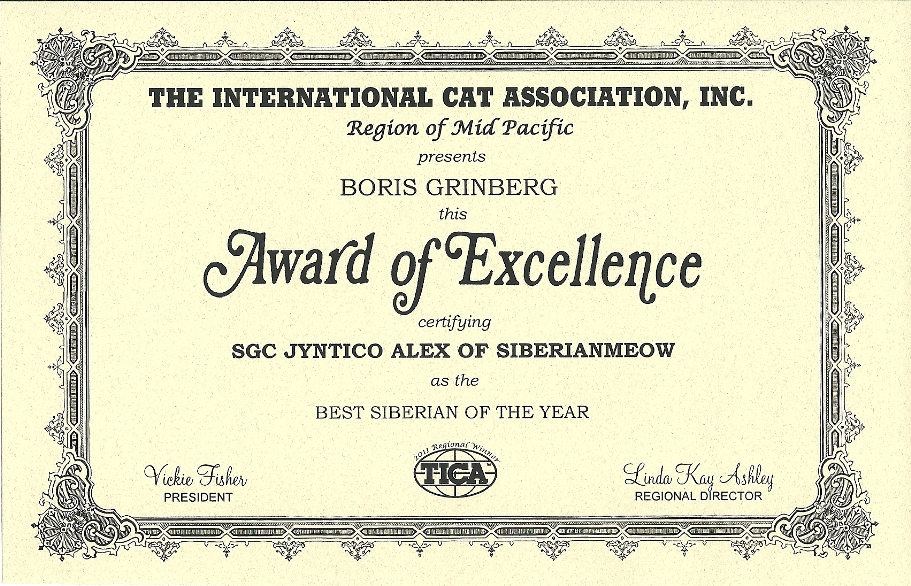 THE INTERNATIONAL CAT ASSOCIATION, INC.
Region of Mid Pacific
presents
BORIS GRINBERG
this
Award of Excellence
certifying
SGC JYNTICO ALEX OF SIBERIANMEOW
as the
BEST SIBERIAN OF THE YEAR
2011 Regional Winner
TICA
Vickie Fisher
PRESIDENT
Linda Kay Ashley
REGIONAL DIRECTOR